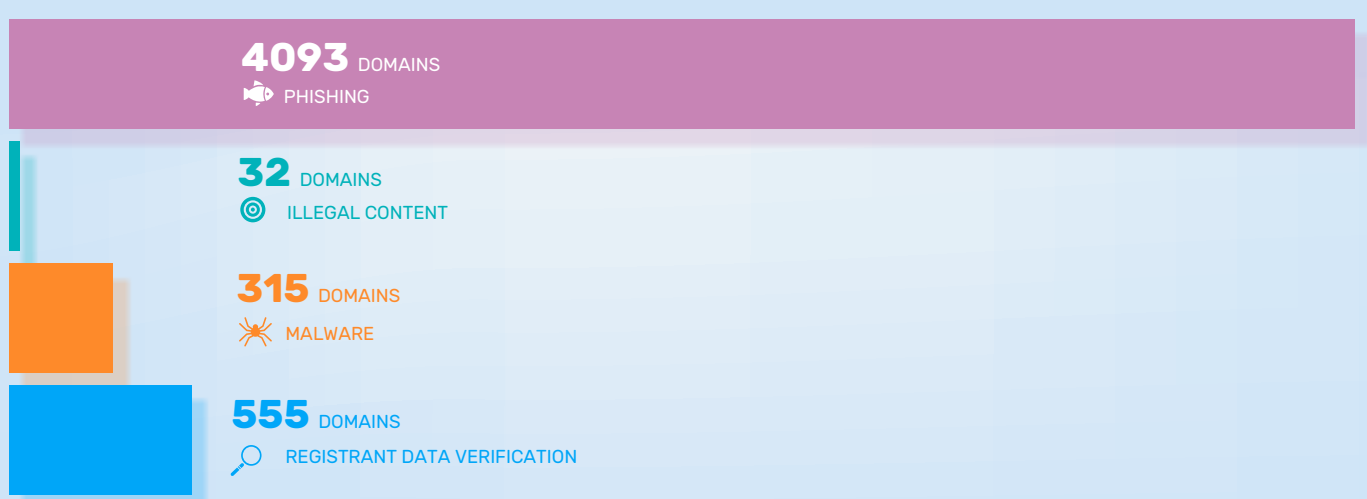 4093 DOMAINS
PHISHING
32 DOMAINS
ILLEGAL CONTENT
315 DOMAINS
MALWARE
555 DOMAINS
REGISTRANT DATA VERIFICATION